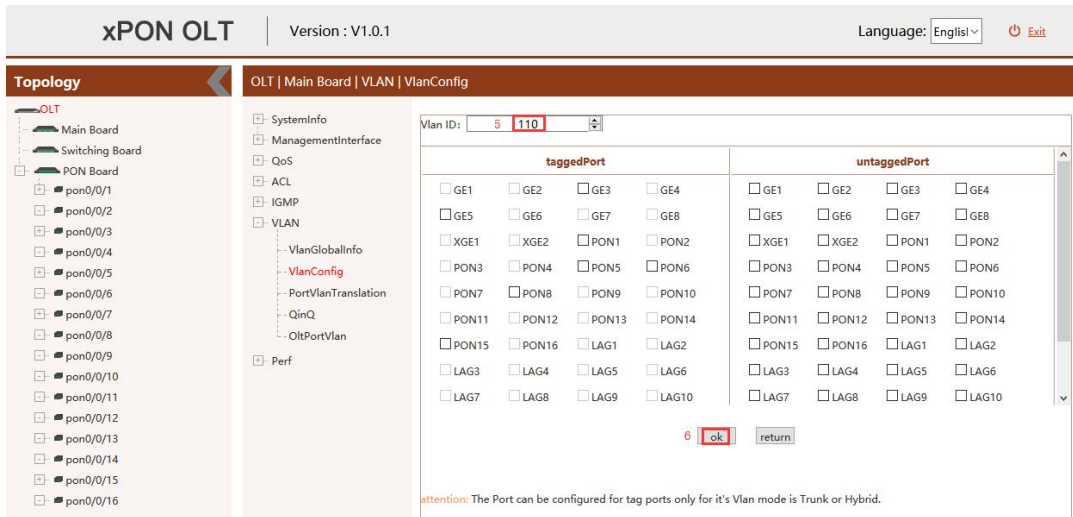 xPON OLT
Version : V1.0.1
Language: Englisl
Exit
Topology
OLT | Main Board | VLAN | VlanConfig
OLT
Main Board
Switching Board
PON Board
pon0/0/1
pon0/0/2
pon0/0/3
pon0/0/4
pon0/0/5
pon0/0/6
pon0/0/7
pon0/0/8
pon0/0/9
pon0/0/10
pon0/0/11
pon0/0/12
pon0/0/13
pon0/0/14
pon0/0/15
pon0/0/16
SystemInfo
ManagementInterface
QoS
ACL
IGMP
VLAN
VlanGlobalInfo
VlanConfig
PortVlanTranslation
QinQ
OltPortVlan
Perf
Vlan ID: 5 110
taggedPort untaggedPort
GE1 GE2 GE3 GE4 GE1 GE2 GE3 GE4
GE5 GE6 GE7 GE8 GE5 GE6 GE7 GE8
XGE1 XGE2 PON1 PON2 XGE1 XGE2 PON1 PON2
PON3 PON4 PON5 PON6 PON3 PON4 PON5 PON6
PON7 PON8 PON9 PON10 PON7 PON8 PON9 PON10
PON11 PON12 PON13 PON14 PON11 PON12 PON13 PON14
PON15 PON16 LAG1 LAG2 PON15 PON16 LAG1 LAG2
LAG3 LAG4 LAG5 LAG6 LAG3 LAG4 LAG5 LAG6
LAG7 LAG8 LAG9 LAG10 LAG7 LAG8 LAG9 LAG10
6 ok return
attention: The Port can be configured for tag ports only for it's Vlan mode is Trunk or Hybrid.